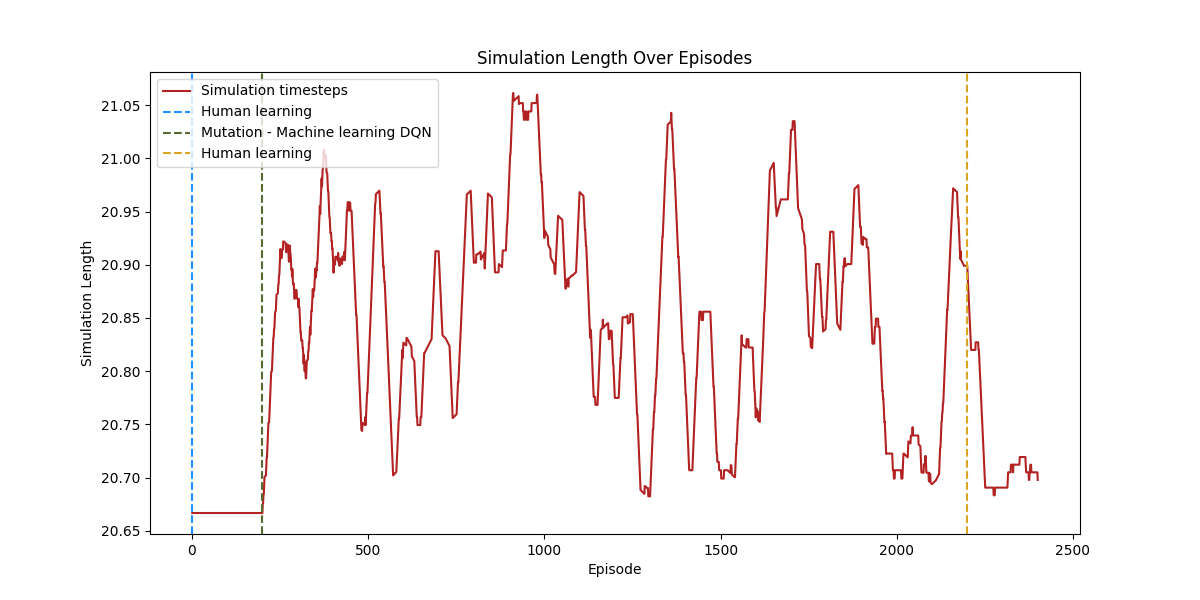 Simulation Length Over Episodes
Simulation timesteps
Human learning
Mutation - Machine learning DQN
Human learning
Simulation Length
21.05
21.00
20.95
20.90
20.85
20.80
20.75
20.70
20.65
0 500 1000 1500 2000 2500
Episode